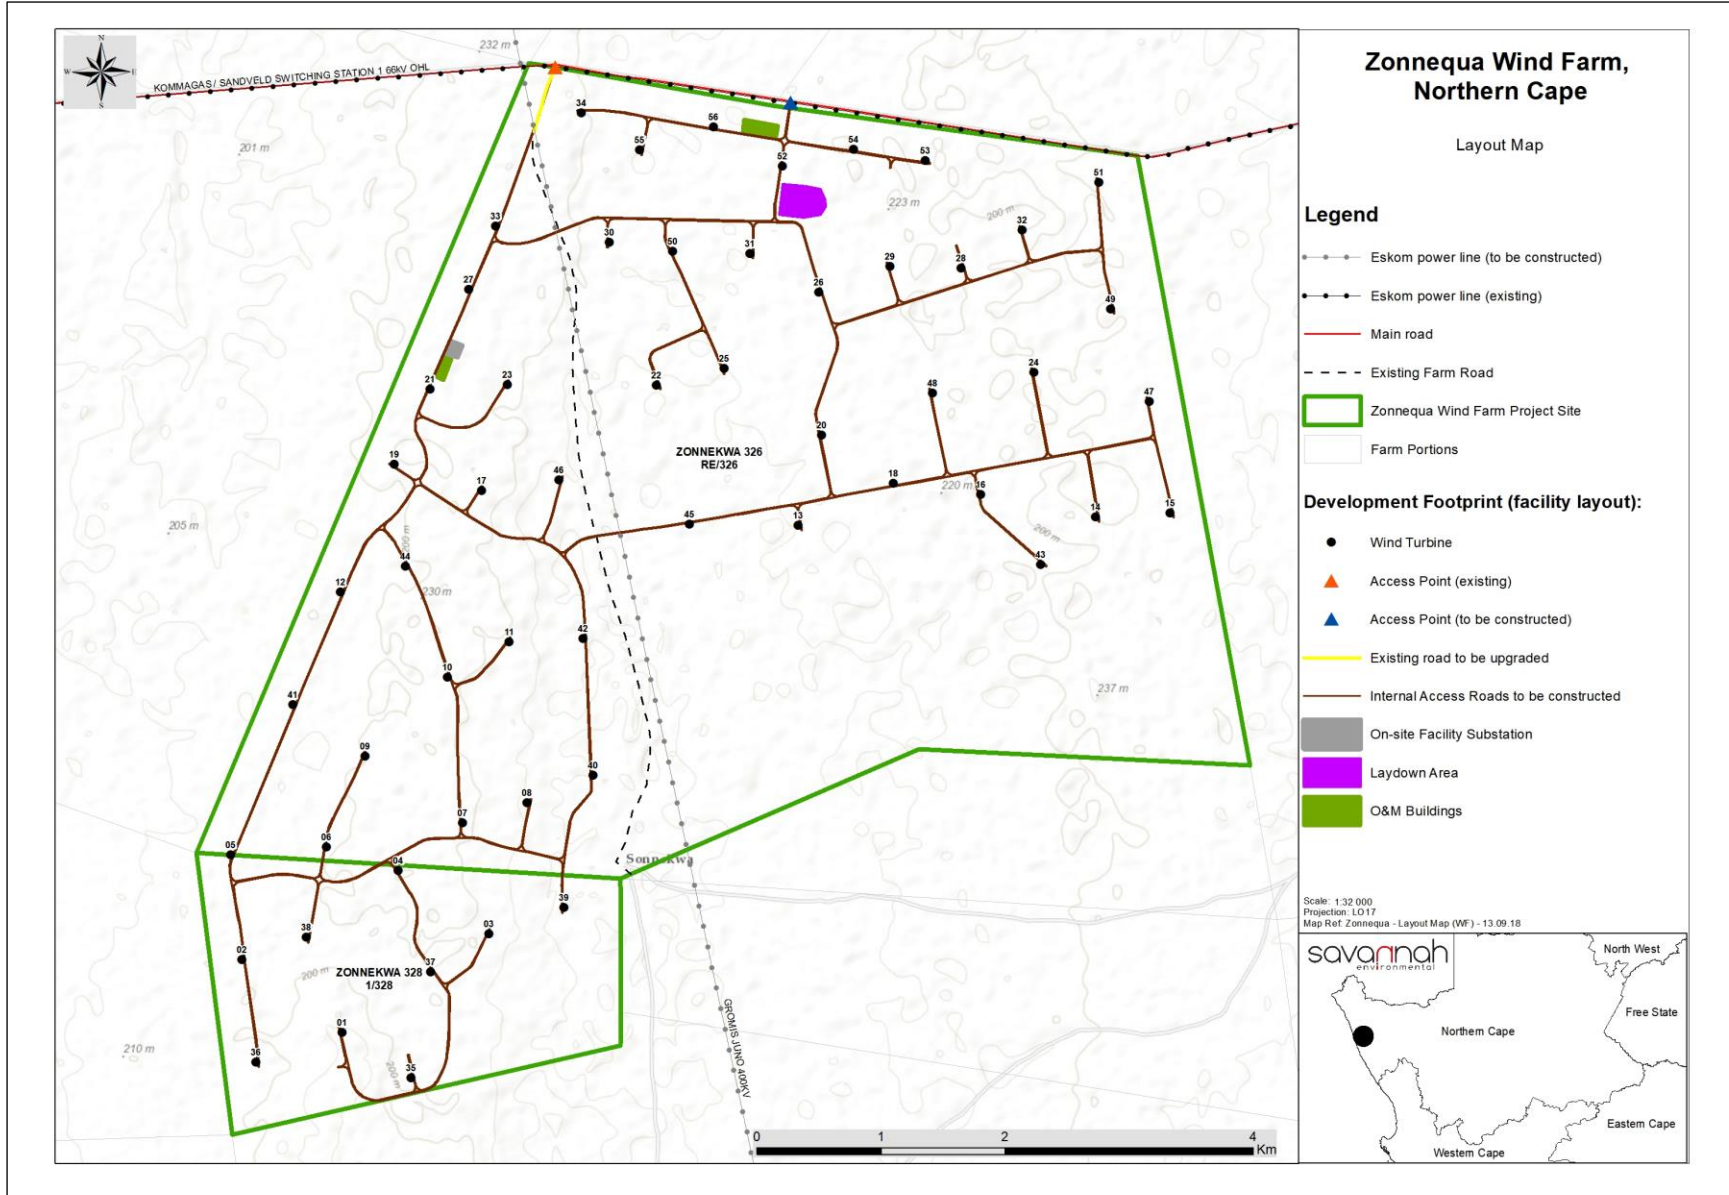 Zonnequa Wind Farm,
Northern Cape
Layout Map
Legend
Eskom power line (to be constructed)
Eskom power line (existing)
Main road
Existing Farm Road
Zonnequa Wind Farm Project Site
Farm Portions
Development Footprint (facility layout):
Wind Turbine
Access Point (existing)
Access Point (to be constructed)
Existing road to be upgraded
Internal Access Roads to be constructed
On-site Facility Substation
Laydown Area
O&M Buildings
Scale: 1:32 000
Projection: LO17
Map Ref: Zonnequa - Layout Map (WF) - 13.09.18
savannah
environmental
North West
Free State
Northern Cape
Eastern Cape
Western Cape
N
W
E
S
232 m
KOMMAGAS / SANDVELD SWITCHING STATION 1 66kV OHL
34
56
55
54
53
52
201 m
51
223 m
200 m
32
33
30
50
31
29
28
27
26
49
21
23
22
25
24
48
47
20
ZONNEKWA 326
RE/326
19
17
46
18
16
220 m
45
13
14
15
205 m
200 m
44
200 m
43
12
230 m
11
42
10
237 m
41
09
40
08
07
06
05
04
Sonnekwa
39
38
03
02
37
200 m
ZONNEKWA 328
1/328
01
210 m
36
35
200 m
GROMIS JUNO 400KV
0
1
2
4
Km